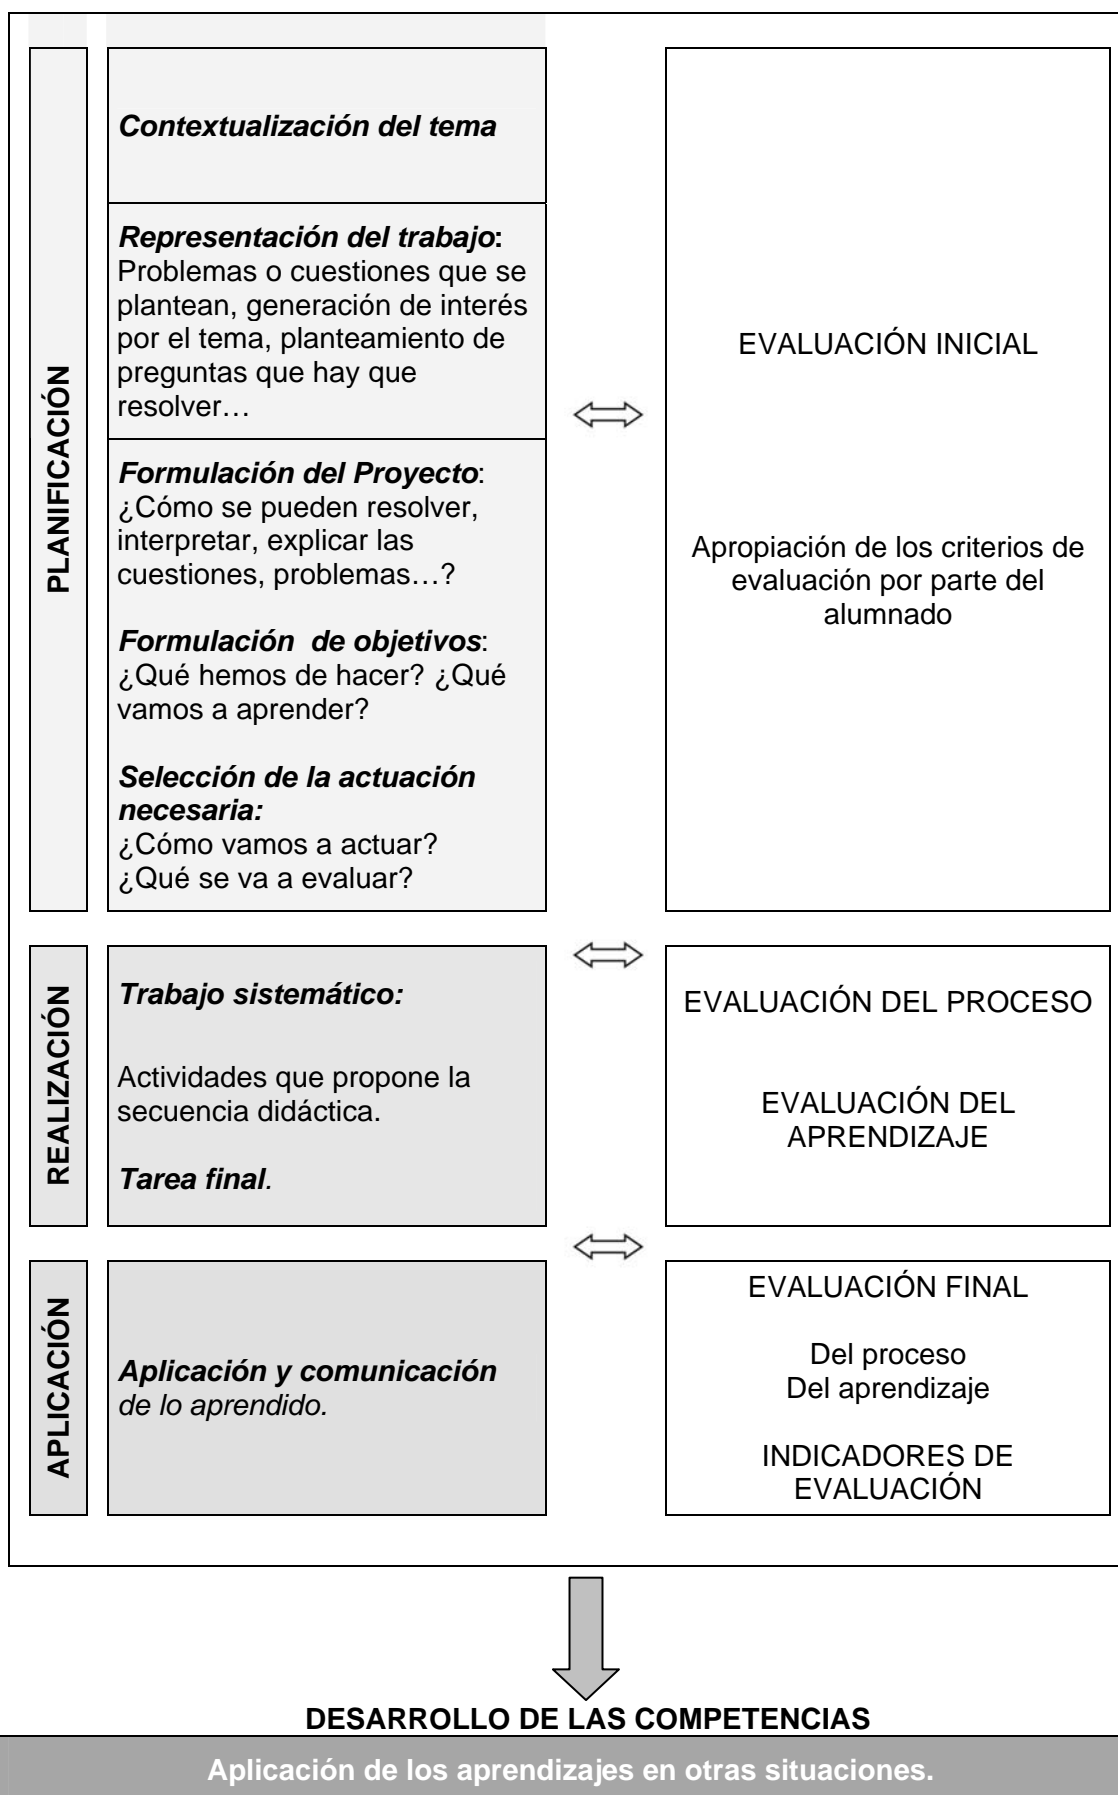 PLANIFICACIÓN
Contextualización del tema
Representación del trabajo:
Problemas o cuestiones que se
plantean, generación de interés
por el tema, planteamiento de
preguntas que hay que
resolver…
Formulación del Proyecto:
¿Cómo se pueden resolver,
interpretar, explicar las
cuestiones, problemas…?
Formulación de objetivos:
¿Qué hemos de hacer? ¿Qué
vamos a aprender?
Selección de la actuación
necesaria:
¿Cómo vamos a actuar?
¿Qué se va a evaluar?
EVALUACIÓN INICIAL
Apropiación de los criterios de
evaluación por parte del
alumnado
REALIZACIÓN
Trabajo sistemático:
Actividades que propone la
secuencia didáctica.
Tarea final.
EVALUACIÓN DEL PROCESO
EVALUACIÓN DEL
APRENDIZAJE
APLICACIÓN
Aplicación y comunicación
de lo aprendido.
EVALUACIÓN FINAL
Del proceso
Del aprendizaje
INDICADORES DE
EVALUACIÓN
DESARROLLO DE LAS COMPETENCIAS
Aplicación de los aprendizajes en otras situaciones.